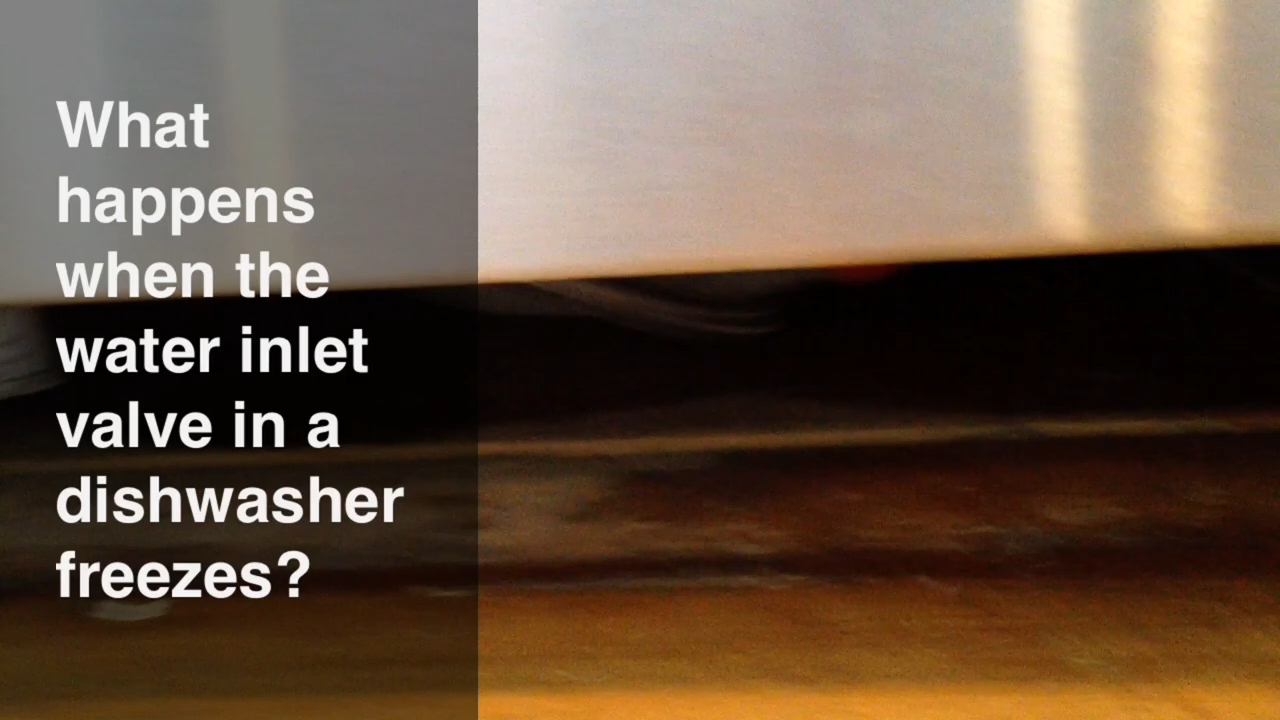 What
happens
when the
water inlet
valve in a
dishwasher
freezes?